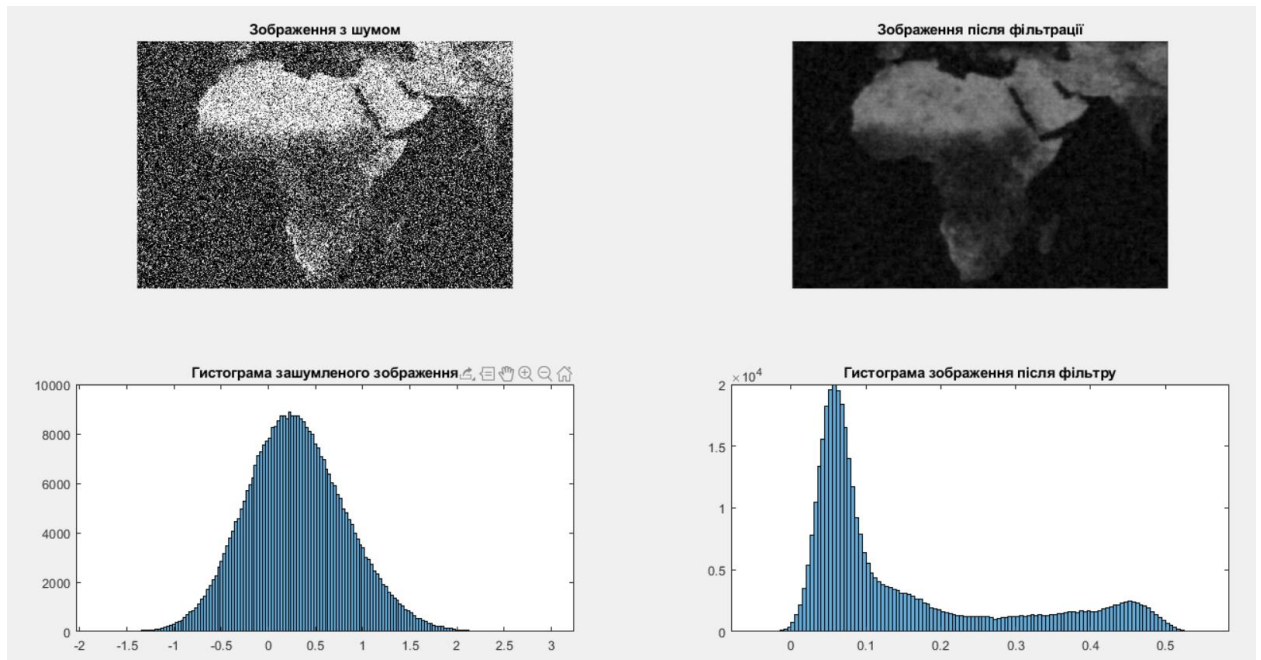 Зображення з шумом
Зображення після фільтрації
Гистограма зашумленого зображення
10000
8000
6000
4000
2000
0
-2 -1.5 -1 -0.5 0 0.5 1 1.5 2 2.5 3
Гистограма зображення після фільтру
×10⁴
2
1.5
1
0.5
0
0 0.1 0.2 0.3 0.4 0.5